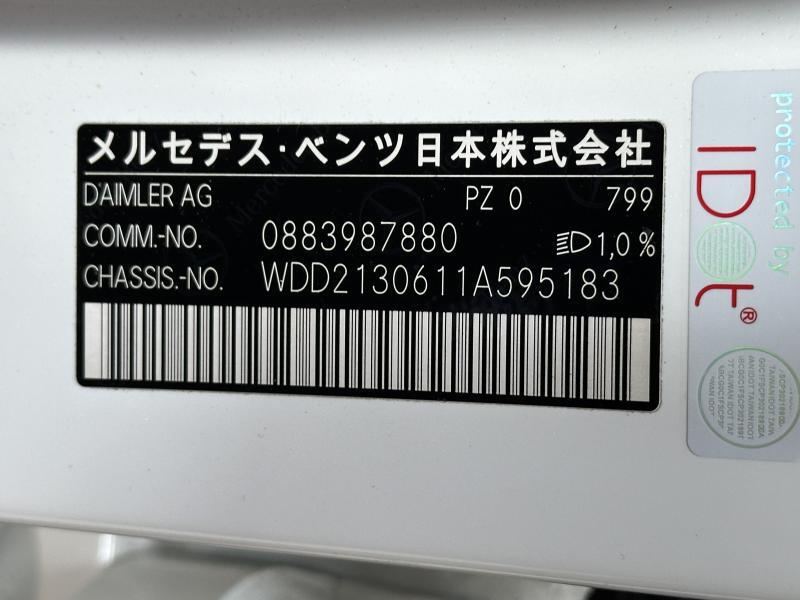 メルセデス・ベンツ日本株式会社
DAIMLER AG PZ 0 799
COMM.-NO. 0883987880 1,0 %
CHASSIS.-NO. WDD2130611A595183
protected by
IDot®